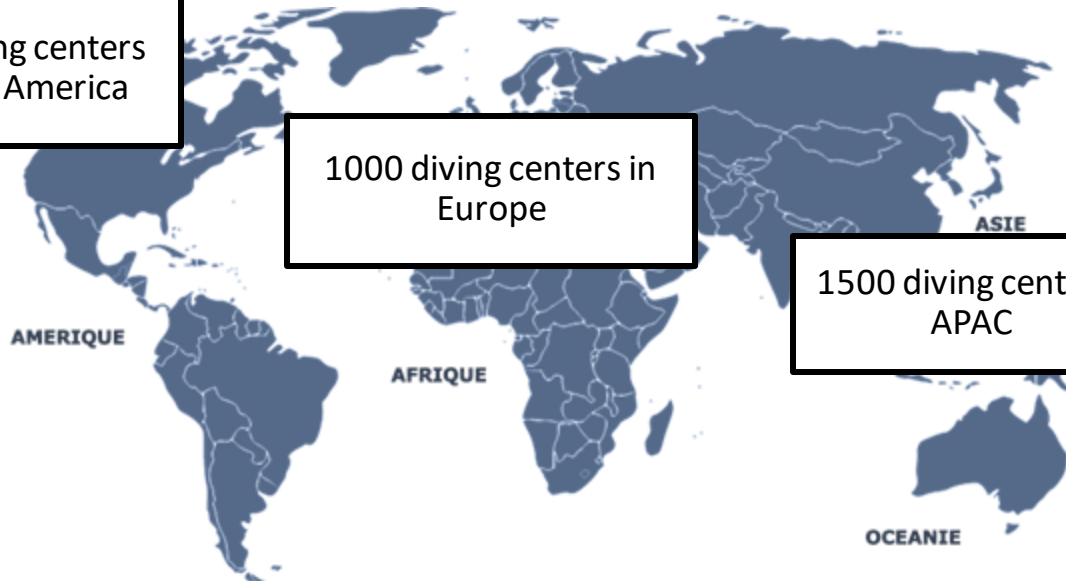 ng centers
America
1000 diving centers in
Europe
ASIE
1500 diving cent
APAC
AMERIQUE
AFRIQUE
OCEANIE